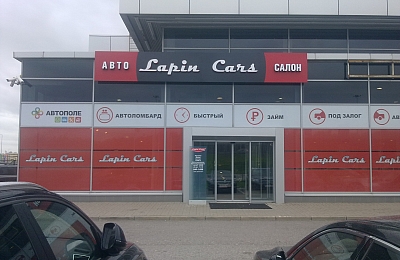 АВТО Lapin Cars САЛОН
АВТОПОЛЕ АВТОЛОМБАРД БЫСТРЫЙ ЗАЙМ ПОД ЗАЛОГ
Lapin Cars Lapin Cars Lapin Cars Lapin Cars